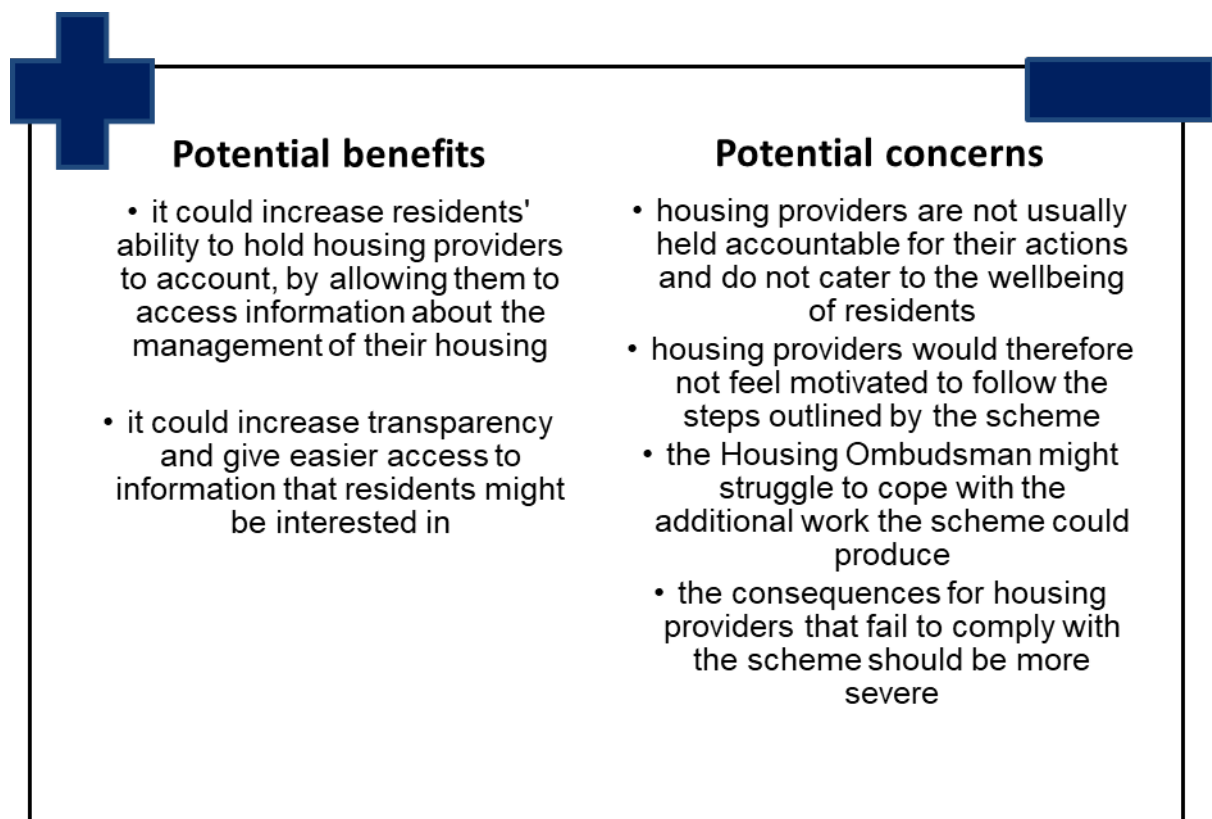 Potential benefits
• it could increase residents'
ability to hold housing providers
to account, by allowing them to
access information about the
management of their housing
• it could increase transparency
and give easier access to
information that residents might
be interested in
Potential concerns
• housing providers are not usually
held accountable for their actions
and do not cater to the wellbeing
of residents
• housing providers would therefore
not feel motivated to follow the
steps outlined by the scheme
• the Housing Ombudsman might
struggle to cope with the
additional work the scheme could
produce
• the consequences for housing
providers that fail to comply with
the scheme should be more
severe